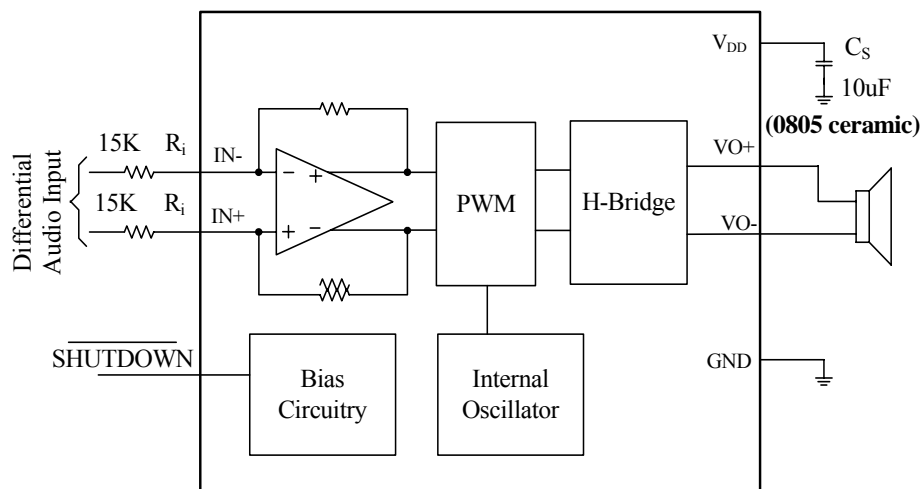 V_DD
C_S
10uF
(0805 ceramic)
15K R_i
IN-
Differential
Audio Input
15K R_i
IN+
- +
+ -
PWM
H-Bridge
VO+
VO-
SHUTDOWN
Bias
Circuitry
Internal
Oscillator
GND